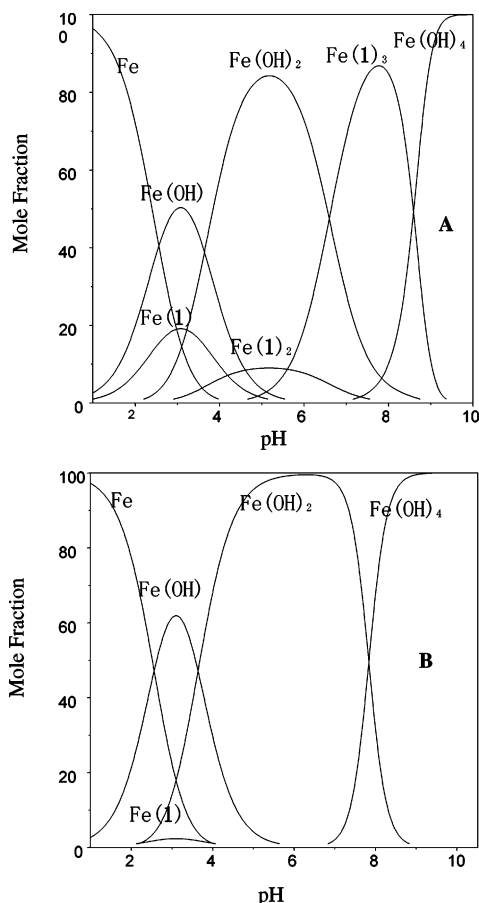 10
0
80
60
40
20
0
Mole Fraction
Fe
Fe(OH)
Fe(1)
Fe(OH)₂
Fe(1)₂
Fe(1)₃
Fe(OH)₄
A
2
4
6
8
10
pH
100
80
60
40
20
0
Mole Fraction
Fe
Fe(OH)
Fe(1)
Fe(OH)₂
Fe(OH)₄
B
2
4
6
8
10
pH